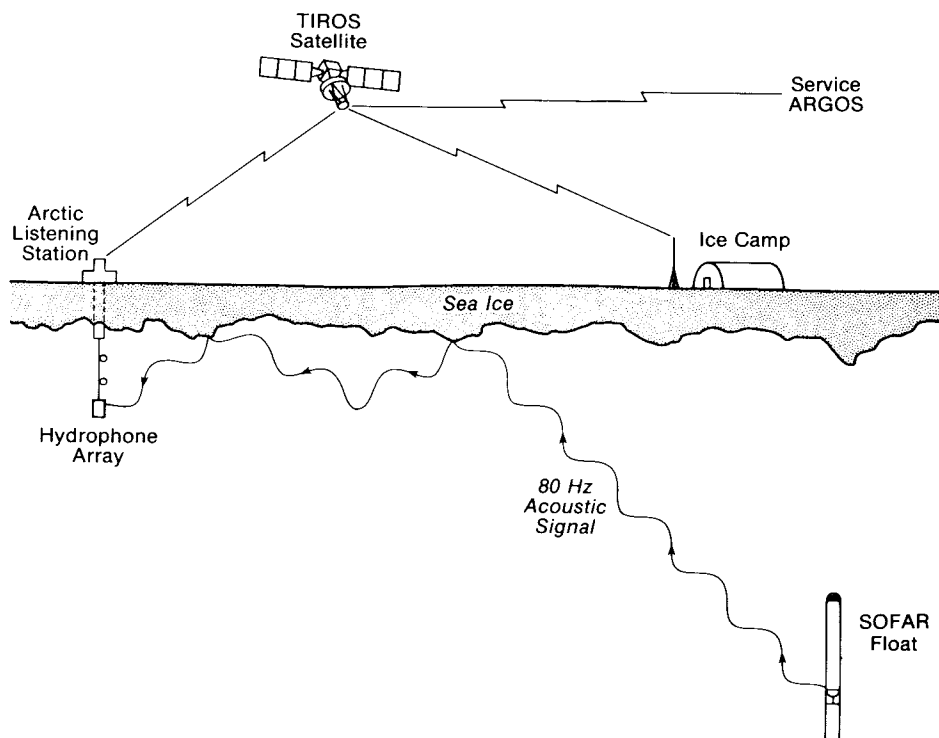 TIROS
Satellite
Service
ARGOS
Arctic
Listening
Station
Ice Camp
Sea Ice
Hydrophone
Array
80 Hz
Acoustic
Signal
SOFAR
Float